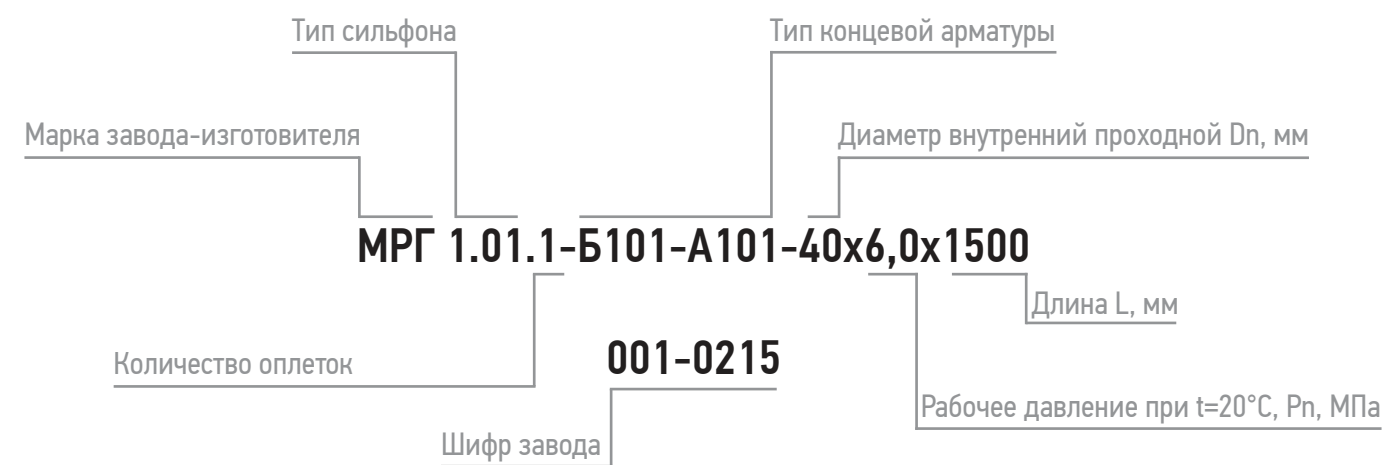 Тип сильфона
Тип концевой арматуры
Марка завода-изготовителя
Диаметр внутренний проходной Dn, мм
МРГ 1.01.1-Б101-А101-40х6,0х1500
Длина L, мм
Количество оплеток
001-0215
Рабочее давление при t=20°C, Pn, МПа
Шифр завода